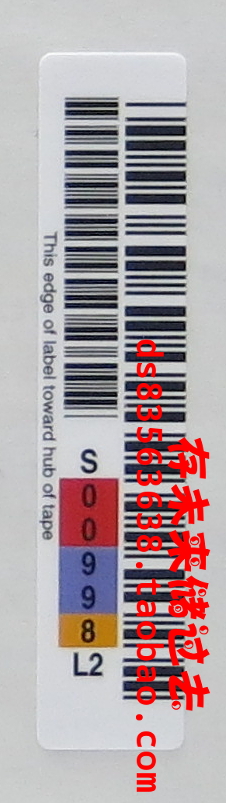 This edge of label toward hub of tape
S
0
0
9
9
8
L2
ds83563638.taobao.com
存未来储过去